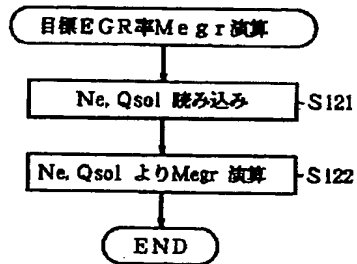 目標EGR率Megr演算
Ne, Qsol 読み込み
S121
Ne, Qsol よりMegr 演算
S122
END